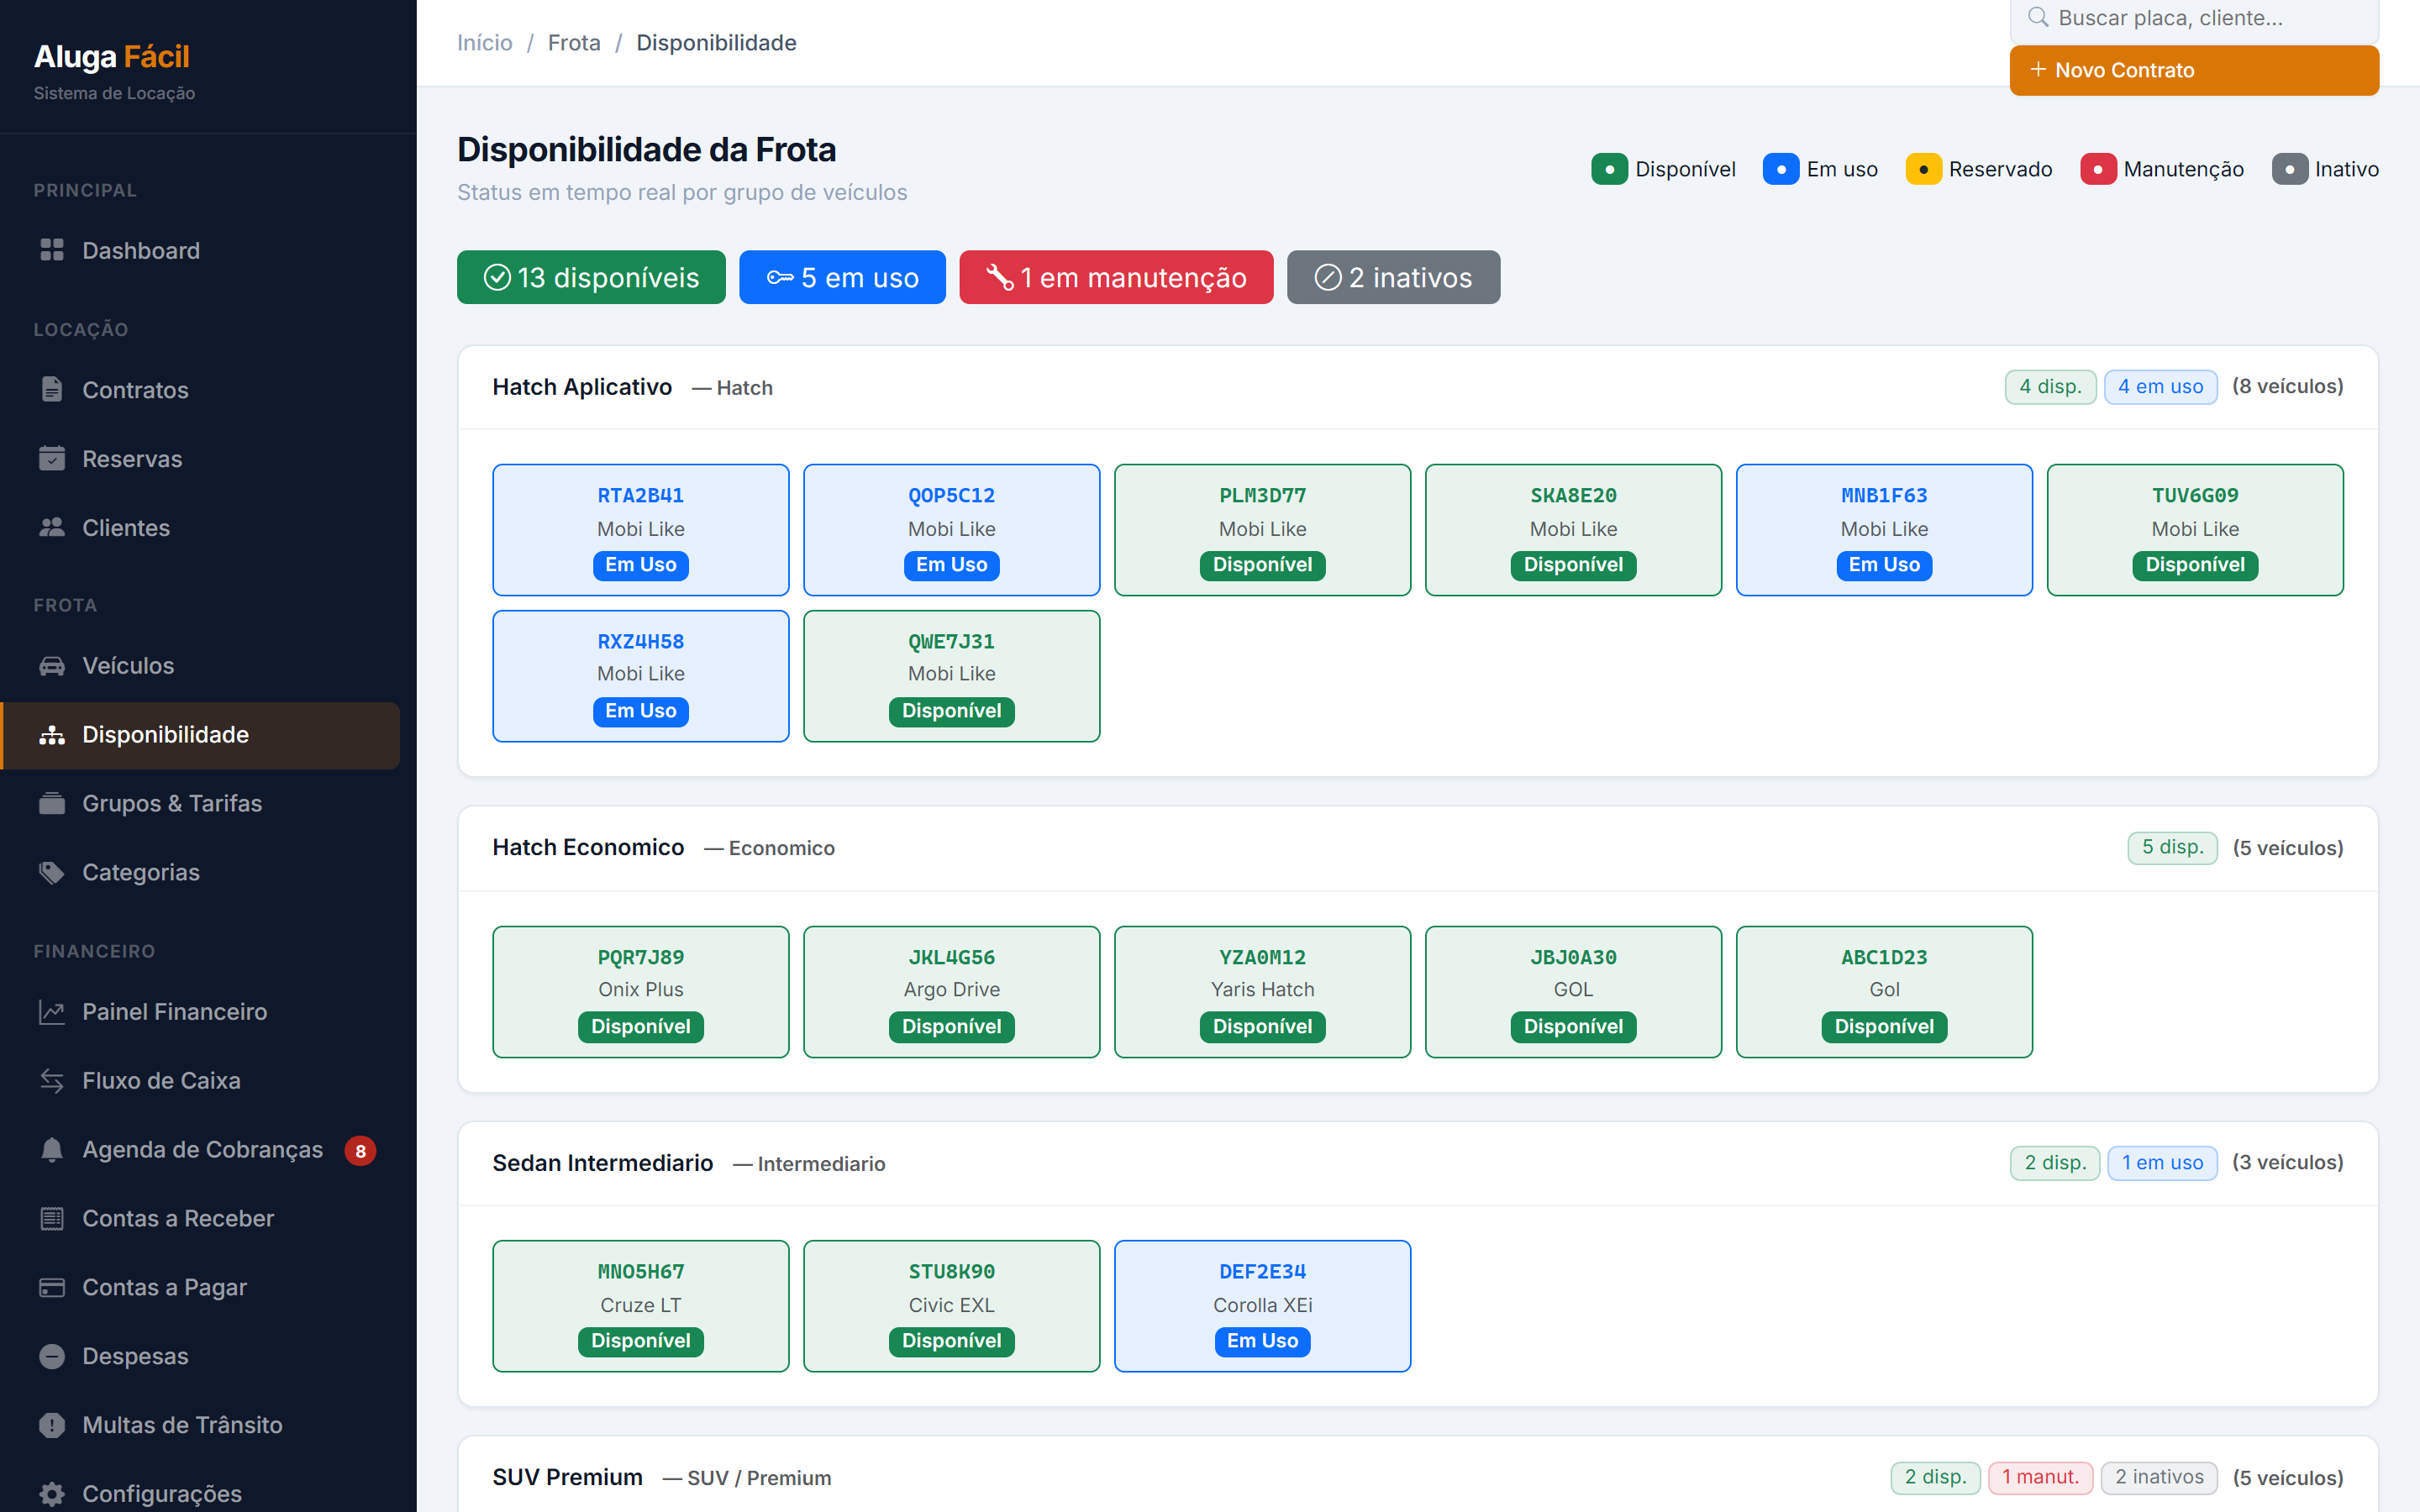 Aluga Fácil
Sistema de Locação
PRINCIPAL
Dashboard
LOCAÇÃO
Contratos
Reservas
Clientes
FROTA
Veículos
Disponibilidade
Grupos & Tarifas
Categorias
FINANCEIRO
Painel Financeiro
Fluxo de Caixa
Agenda de Cobranças 8
Contas a Receber
Contas a Pagar
Despesas
Multas de Trânsito
Configurações
Início / Frota / Disponibilidade
Buscar placa, cliente...
+ Novo Contrato
Disponibilidade da Frota
Status em tempo real por grupo de veículos
Disponível Em uso Reservado Manutenção Inativo
13 disponíveis 5 em uso 1 em manutenção 2 inativos
Hatch Aplicativo — Hatch 4 disp. 4 em uso (8 veículos)
RTA2B41 QOP5C12 PLM3D77 SKA8E20 MNB1F63 TUV6G09
Mobi Like Mobi Like Mobi Like Mobi Like Mobi Like Mobi Like
Em Uso Em Uso Disponível Disponível Em Uso Disponível
RXZ4H58 QWE7J31
Mobi Like Mobi Like
Em Uso Disponível
Hatch Economico — Economico 5 disp. (5 veículos)
PQR7J89 JKL4G56 YZA0M12 JBJ0A30 ABC1D23
Onix Plus Argo Drive Yaris Hatch GOL Gol
Disponível Disponível Disponível Disponível Disponível
Sedan Intermediario — Intermediario 2 disp. 1 em uso (3 veículos)
MNO5H67 STU8K90 DEF2E34
Cruze LT Civic EXL Corolla XEi
Disponível Disponível Em Uso
SUV Premium — SUV / Premium 2 disp. 1 manut. 2 inativos (5 veículos)